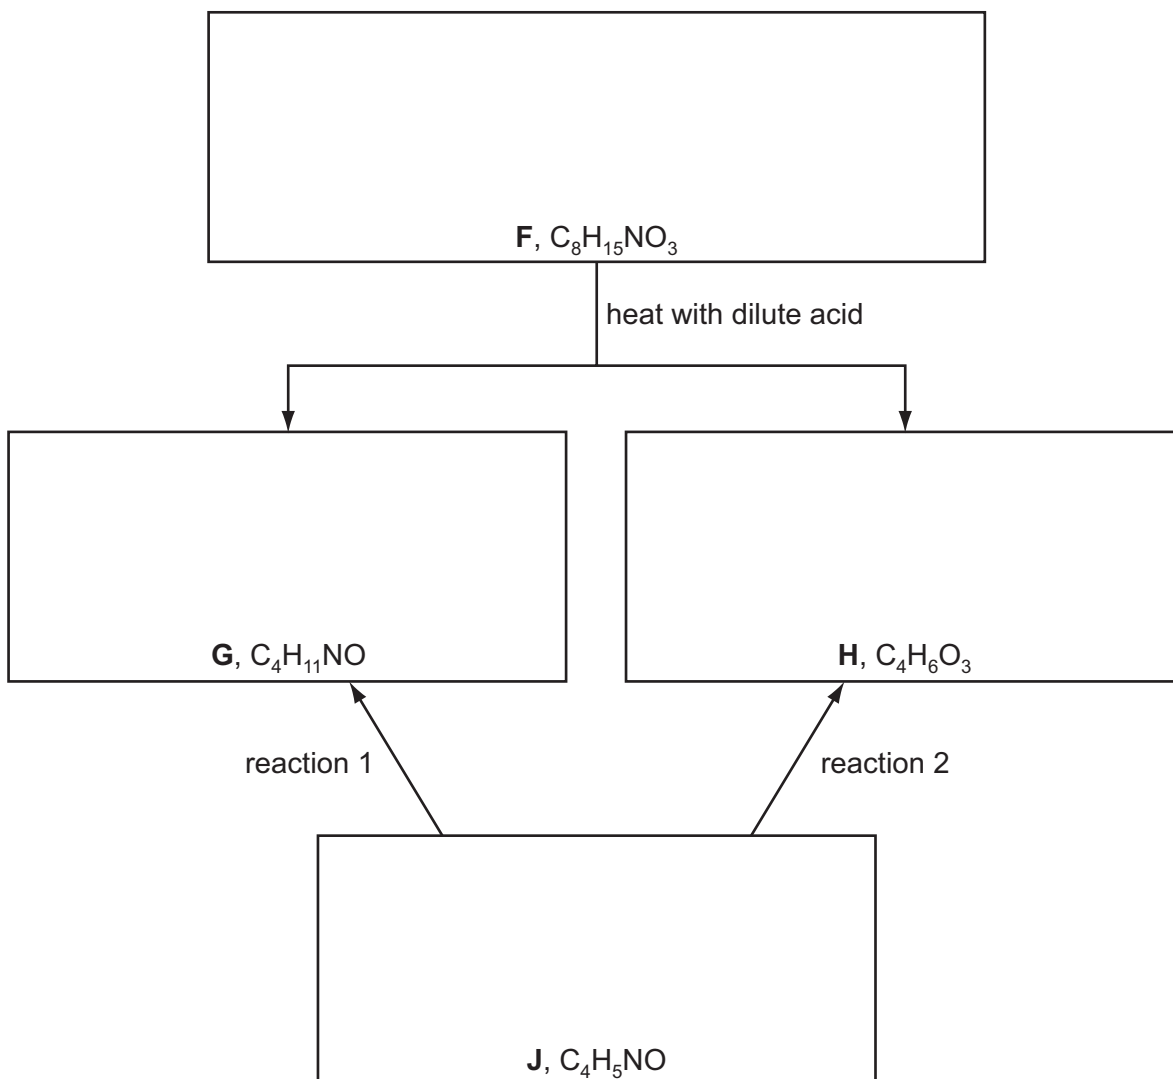 F, C₈H₁₅NO₃
heat with dilute acid
G, C₄H₁₁NO
H, C₄H₆O₃
reaction 1
reaction 2
J, C₄H₅NO